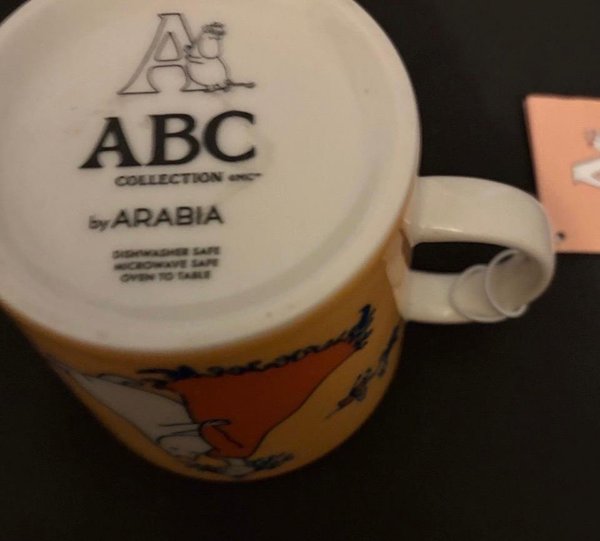 A
ABC
COLLECTION
by ARABIA
DISHWASHER SAFE
MICROWAVE SAFE
OVEN TO TABLE
A